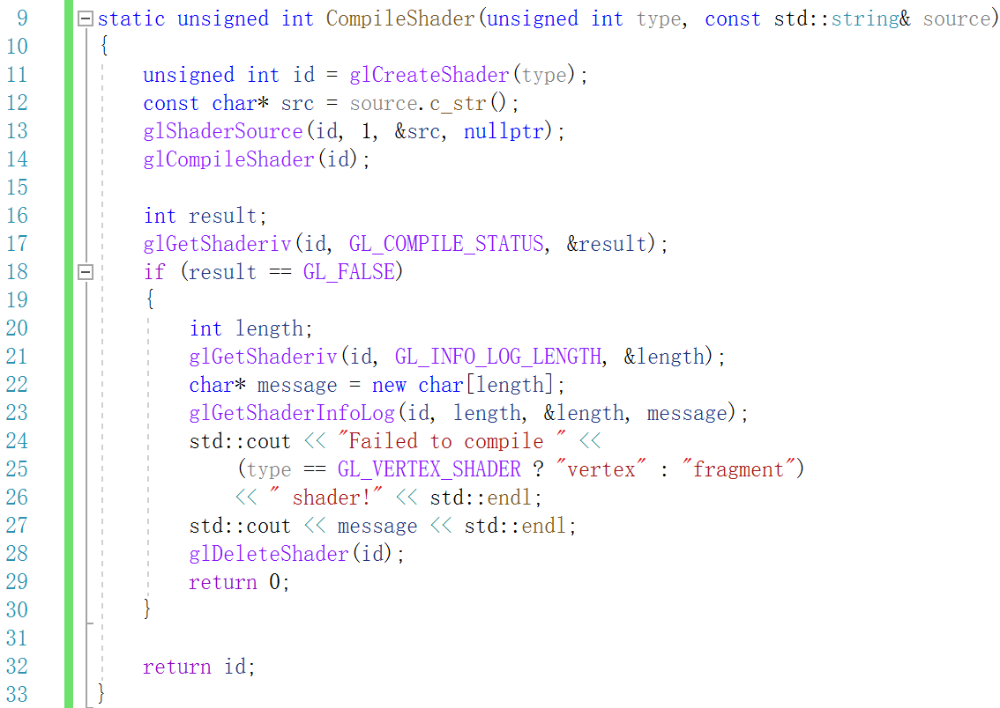 9 static unsigned int CompileShader(unsigned int type, const std::string& source)
10 {
11     unsigned int id = glCreateShader(type);
12     const char* src = source.c_str();
13     glShaderSource(id, 1, &src, nullptr);
14     glCompileShader(id);
15
16     int result;
17     glGetShaderiv(id, GL_COMPILE_STATUS, &result);
18     if (result == GL_FALSE)
19     {
20         int length;
21         glGetShaderiv(id, GL_INFO_LOG_LENGTH, &length);
22         char* message = new char[length];
23         glGetShaderInfoLog(id, length, &length, message);
24         std::cout << "Failed to compile " <<
25             (type == GL_VERTEX_SHADER ? "vertex" : "fragment")
26             << " shader!" << std::endl;
27         std::cout << message << std::endl;
28         glDeleteShader(id);
29         return 0;
30     }
31
32     return id;
33 }